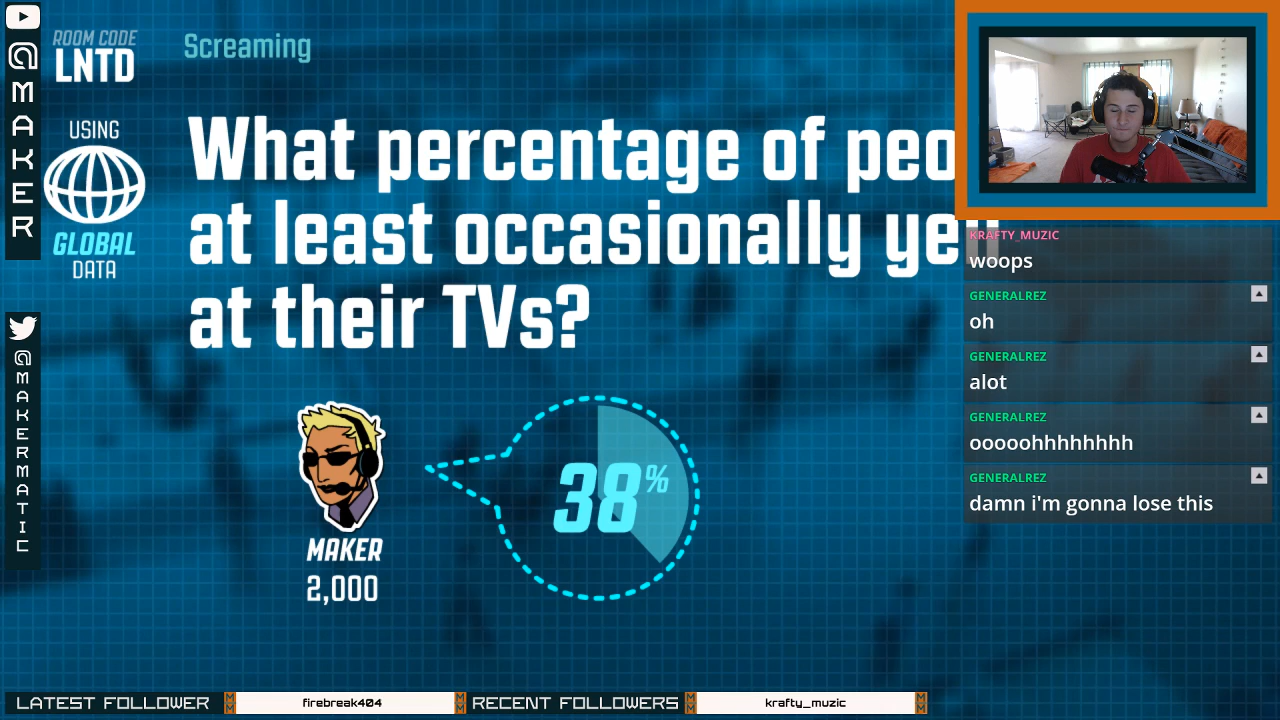 @MAKER
ROOM CODE
LNTD
Screaming
USING
GLOBAL
DATA
What percentage of peo
at least occasionally ye
at their TVs?
MAKER
2,000
38%
@MAKERMATIC
KRAFTY_MUZIC
woops
GENERALREZ
oh
GENERALREZ
alot
GENERALREZ
ooooohhhhhhhh
GENERALREZ
damn i'm gonna lose this
LATEST FOLLOWER
firebreak404
RECENT FOLLOWERS
krafty_muzic